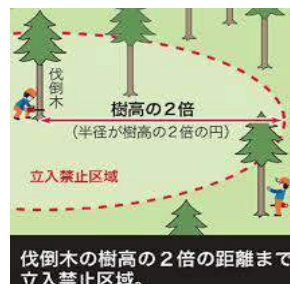 伐倒木
樹高の2倍
(半径が樹高の2倍の円)
立入禁止区域
伐倒木の樹高の2倍の距離まで
立入禁止区域。